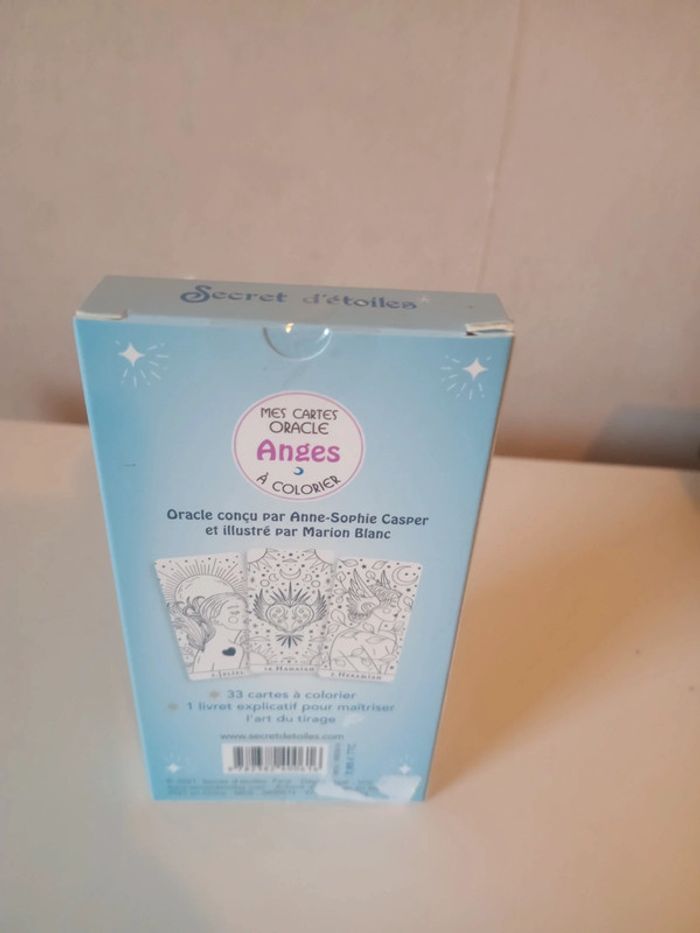 Secret d'étoiles
MES CARTES
ORACLE
Anges
À COLORIER
Oracle conçu par Anne-Sophie Casper
et illustré par Marion Blanc
33 cartes à colorier
1 livret explicatif pour maîtriser
l'art du tirage
www.secretdetoiles.com